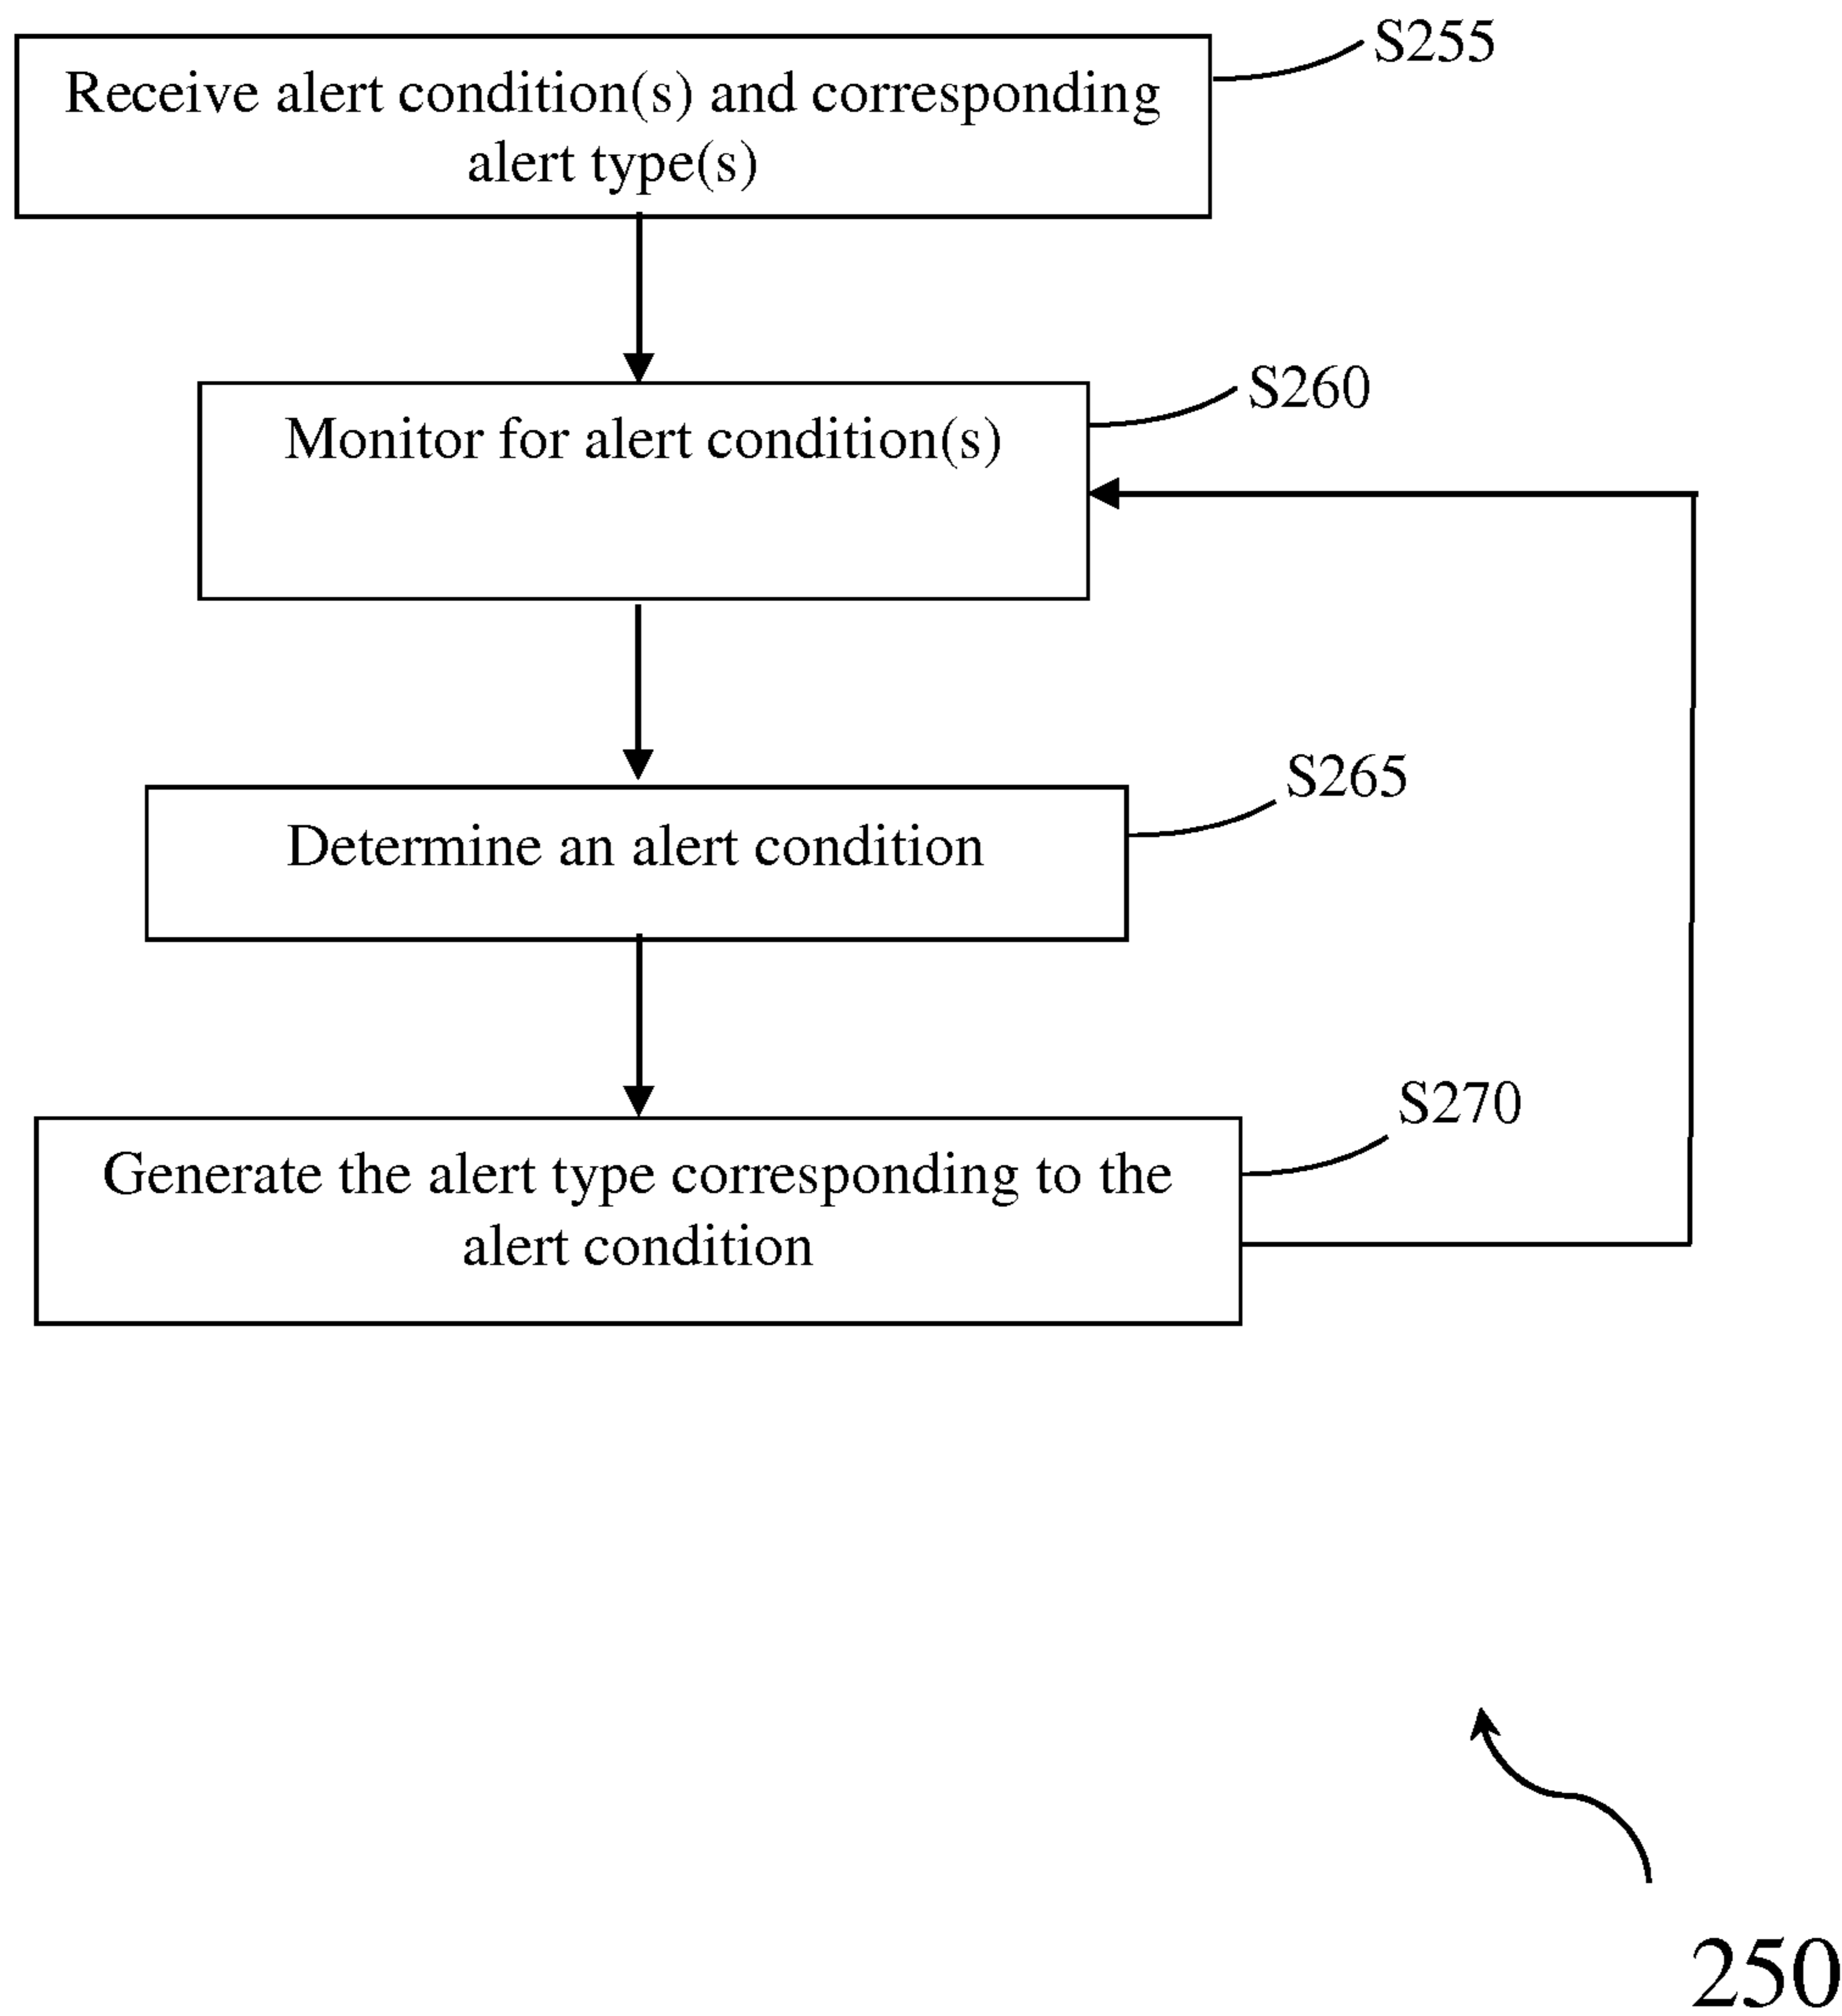 S255
Receive alert condition(s) and corresponding
alert type(s)
S260
Monitor for alert condition(s)
S265
Determine an alert condition
S270
Generate the alert type corresponding to the
alert condition
250